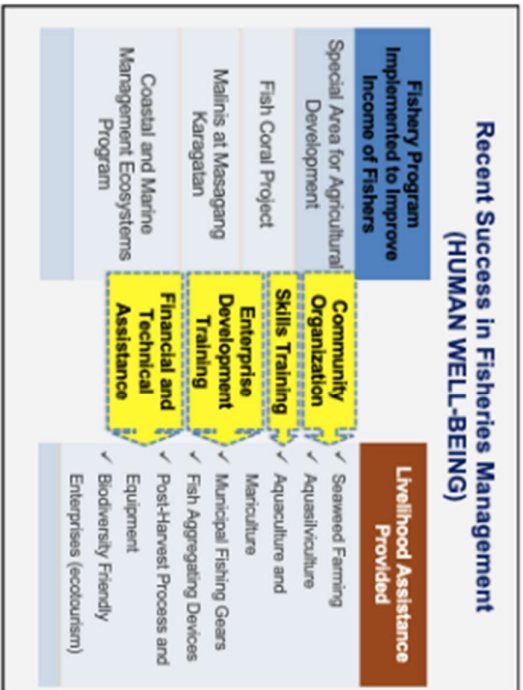 Recent Success in Fisheries Management
(HUMAN WELL-BEING)
Fishery Program
Implemented to Improve
Income of Fishers
Special Area for Agricultural
Development
Fish Coral Project
Malinis at Masagang
Karagatan
Coastal and Marine
Management Ecosystems
Program
Community
Organization
Skills Training
Enterprise
Development
Training
Financial and
Technical
Assistance
Livelihood Assistance
Provided
✓ Seaweed Farming
✓ Aquasilviculture
✓ Aquaculture and
Mariculture
✓ Municipal Fishing Gears
✓ Fish Aggregating Devices
✓ Post-Harvest Process and
Equipment
✓ Biodiversity Friendly
Enterprises (ecotourism)